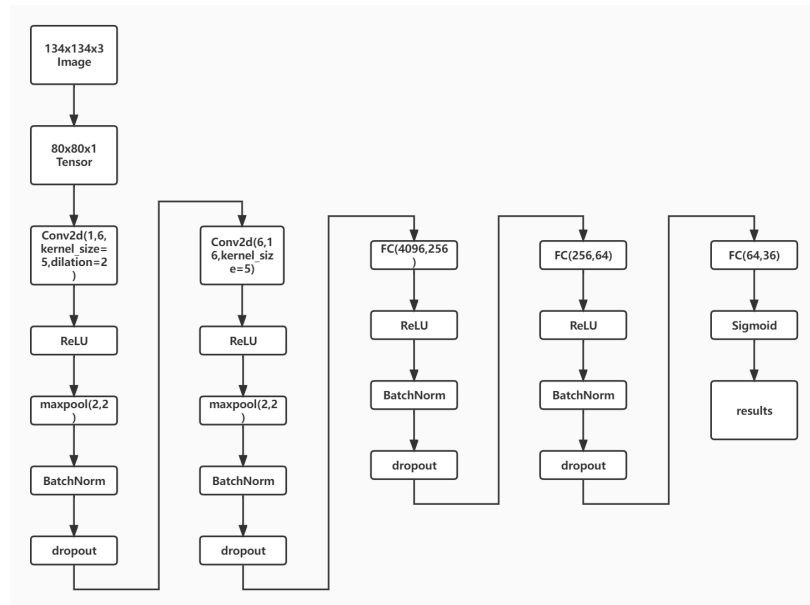 134x134x3
Image
80x80x1
Tensor
Conv2d(1,6,
kernel_size=
5,dilation=2
)
ReLU
maxpool(2,2
)
BatchNorm
dropout
Conv2d(6,1
6,kernel_siz
e=5)
ReLU
maxpool(2,2
)
BatchNorm
dropout
FC(4096,256
)
ReLU
BatchNorm
dropout
FC(256,64)
ReLU
BatchNorm
dropout
FC(64,36)
Sigmoid
results